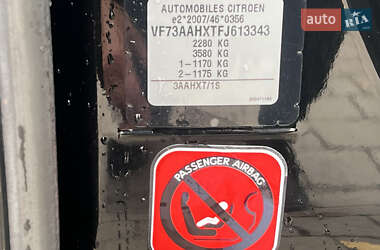 AUTOMOBILES CITROEN
e2*2007/46*0356
VF73AAHXTFJ613343
2280 KG
3580 KG
1-1170 KG
2-1175 KG
3AAHXT/1S
PASSENGER AIRBAG
auto.ria.com